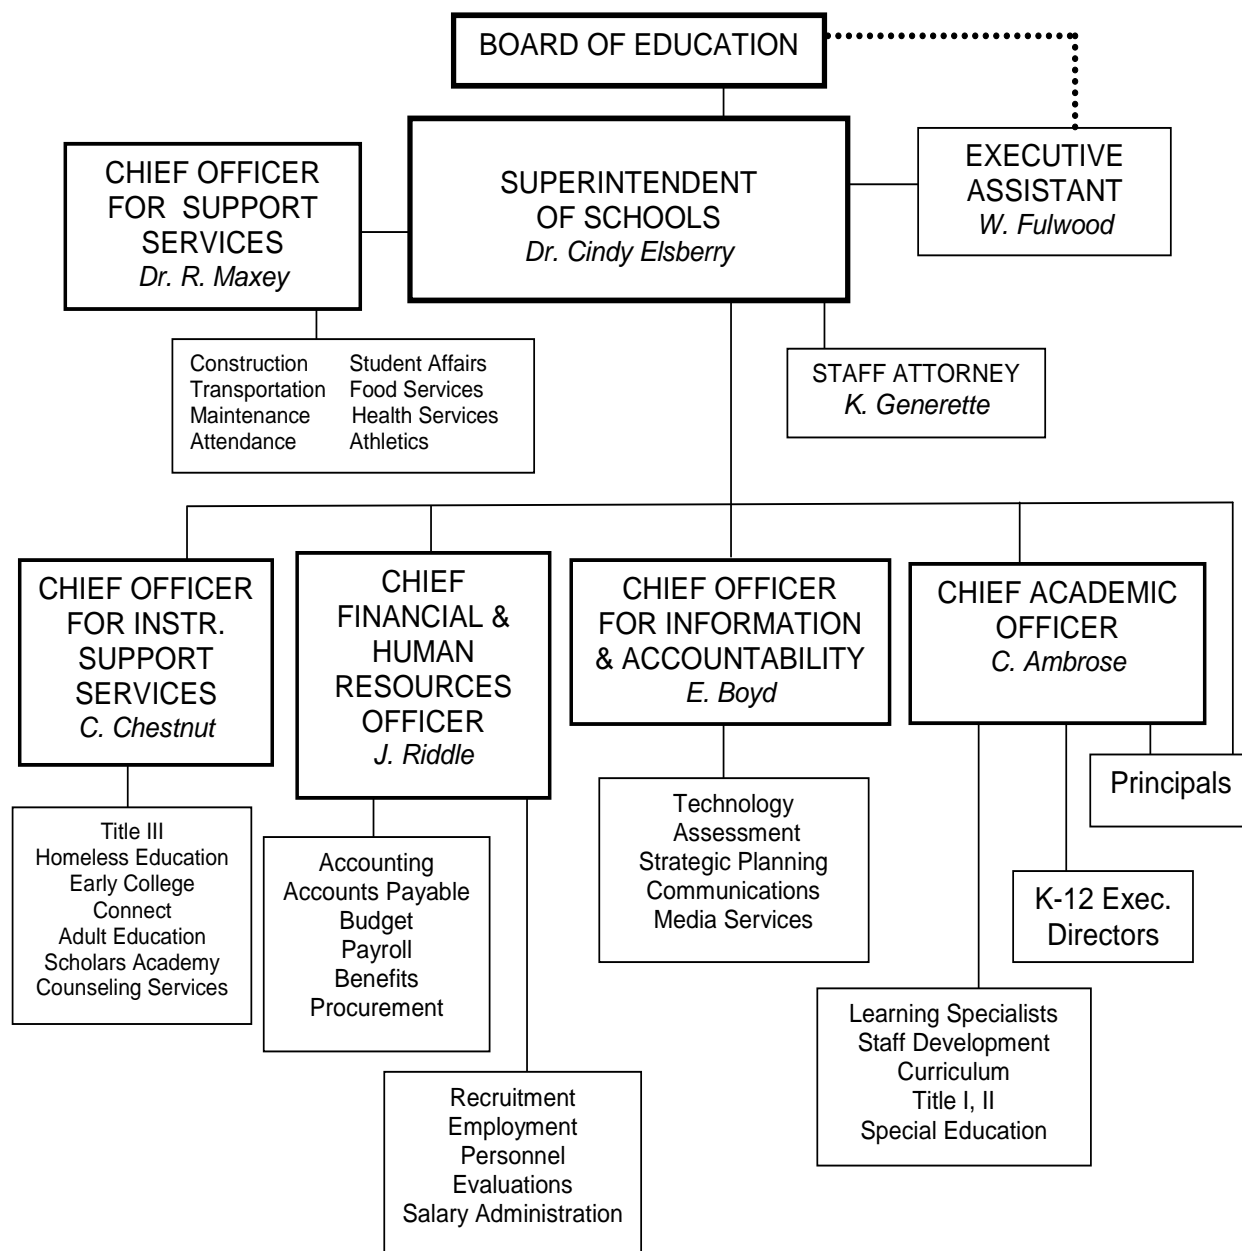 BOARD OF EDUCATION
SUPERINTENDENT
OF SCHOOLS
Dr. Cindy Elsberry
EXECUTIVE
ASSISTANT
W. Fulwood
CHIEF OFFICER
FOR SUPPORT
SERVICES
Dr. R. Maxey
Construction Student Affairs
Transportation Food Services
Maintenance Health Services
Attendance Athletics
STAFF ATTORNEY
K. Generette
CHIEF OFFICER
FOR INSTR.
SUPPORT
SERVICES
C. Chestnut
CHIEF
FINANCIAL &
HUMAN
RESOURCES
OFFICER
J. Riddle
CHIEF OFFICER
FOR INFORMATION
& ACCOUNTABILITY
E. Boyd
CHIEF ACADEMIC
OFFICER
C. Ambrose
Principals
Title III
Homeless Education
Early College
Connect
Adult Education
Scholars Academy
Counseling Services
Accounting
Accounts Payable
Budget
Payroll
Benefits
Procurement
Technology
Assessment
Strategic Planning
Communications
Media Services
K-12 Exec.
Directors
Learning Specialists
Staff Development
Curriculum
Title I, II
Special Education
Recruitment
Employment
Personnel
Evaluations
Salary Administration